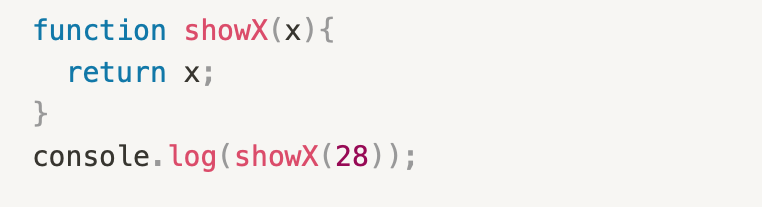 function showX(x){
  return x;
}
console.log(showX(28));